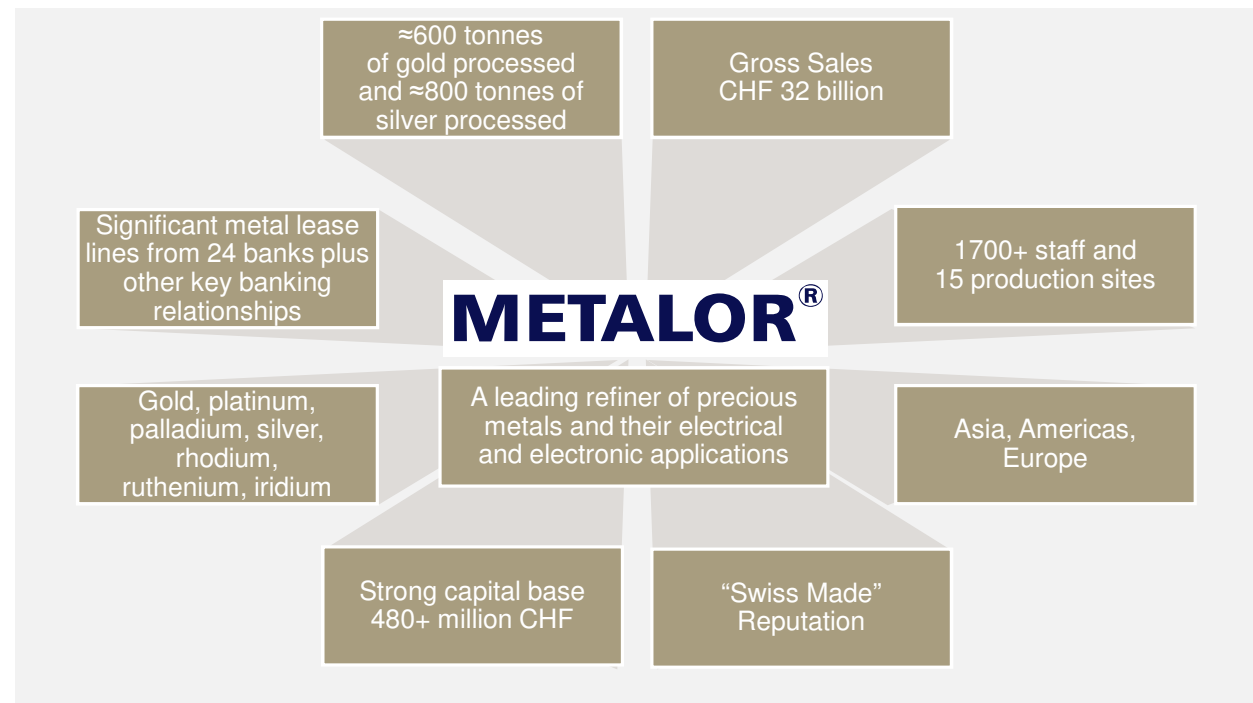 ≈600 tonnes
of gold processed
and ≈800 tonnes of
silver processed
Gross Sales
CHF 32 billion
Significant metal lease
lines from 24 banks plus
other key banking
relationships
1700+ staff and
15 production sites
METALOR®
A leading refiner of precious
metals and their electrical
and electronic applications
Gold, platinum,
palladium, silver,
rhodium,
ruthenium, iridium
Asia, Americas,
Europe
Strong capital base
480+ million CHF
“Swiss Made”
Reputation